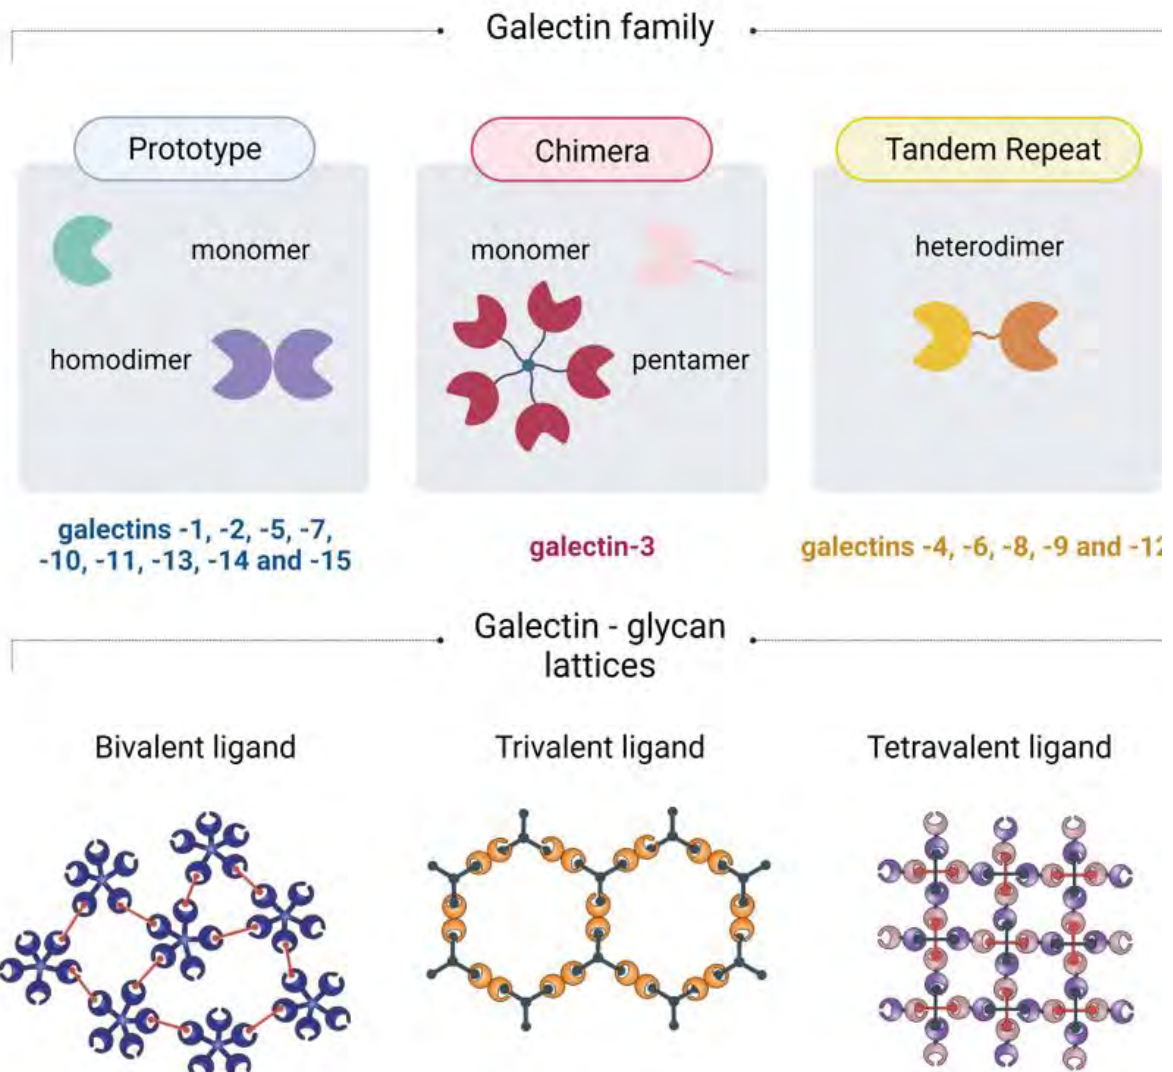 Galectin family
Prototype
Chimera
Tandem Repeat
monomer
monomer
heterodimer
homodimer
pentamer
galectins -1, -2, -5, -7,
-10, -11, -13, -14 and -15
galectin-3
galectins -4, -6, -8, -9 and -12
Galectin - glycan
lattices
Bivalent ligand
Trivalent ligand
Tetravalent ligand